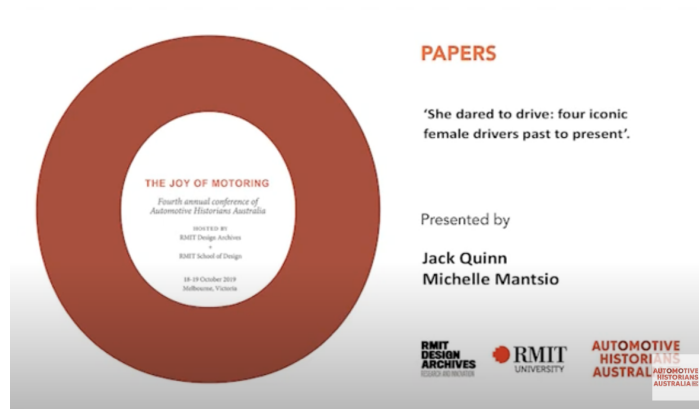 THE JOY OF MOTORING
Fourth annual conference of
Automotive Historians Australia
HOSTED BY
RMIT Design Archives
+
RMIT School of Design
18-19 October 2019
Melbourne, Victoria
PAPERS
‘She dared to drive: four iconic
female drivers past to present’.
Presented by
Jack Quinn
Michelle Mantsio
RMIT
DESIGN
ARCHIVES
RESEARCH AND INNOVATION
RMIT
UNIVERSITY
AUTOMOTIVE
HISTORIANS
AUSTRAL
AUTOMOTIVE
HISTORIANS
AUSTRALIA